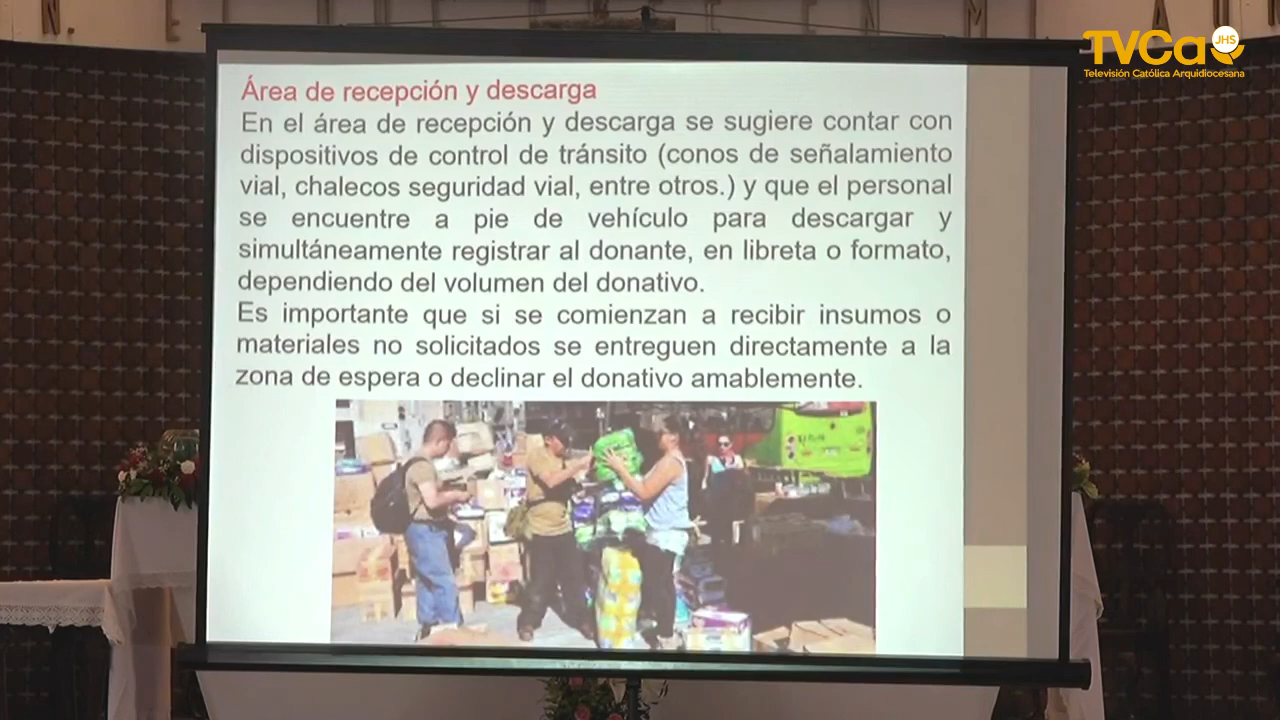 TVCa
JHS
Televisión Católica Arquidiocesana
Área de recepción y descarga
En el área de recepción y descarga se sugiere contar con
dispositivos de control de tránsito (conos de señalamiento
vial, chalecos seguridad vial, entre otros.) y que el personal
se encuentre a pie de vehículo para descargar y
simultáneamente registrar al donante, en libreta o formato,
dependiendo del volumen del donativo.
Es importante que si se comienzan a recibir insumos o
materiales no solicitados se entreguen directamente a la
zona de espera o declinar el donativo amablemente.